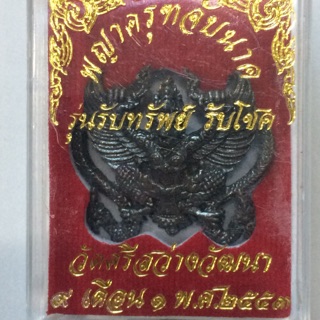 พญาครุฑจับนาค
รุ่นรับทรัพย์ รับโชค
วัดศรีสว่างวัฒนา
๙ เดือน ๑ พ.ศ.๒๕๕๓